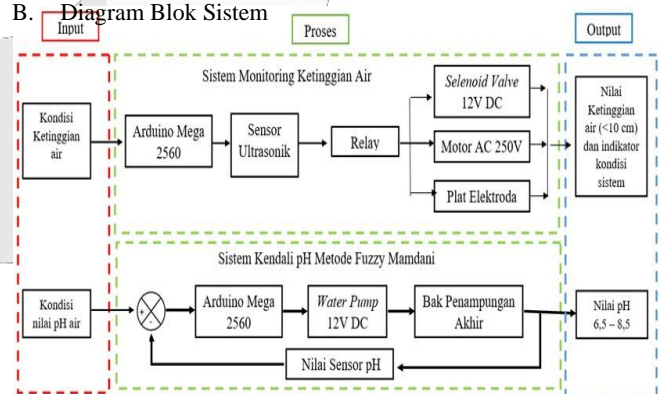 B. Diagram Blok Sistem
Input
Proses
Output
Sistem Monitoring Ketinggian Air
Kondisi
Ketinggian
air
Arduino Mega
2560
Sensor
Ultrasonik
Relay
Selenoid Valve
12V DC
Motor AC 250V
Plat Elektroda
Nilai
Ketinggian
air (<10 cm)
dan indikator
kondisi
sistem
Sistem Kendali pH Metode Fuzzy Mamdani
Kondisi
nilai pH air
+
-
Arduino Mega
2560
Water Pump
12V DC
Bak Penampungan
Akhir
Nilai Sensor pH
Nilai pH
6,5 – 8,5